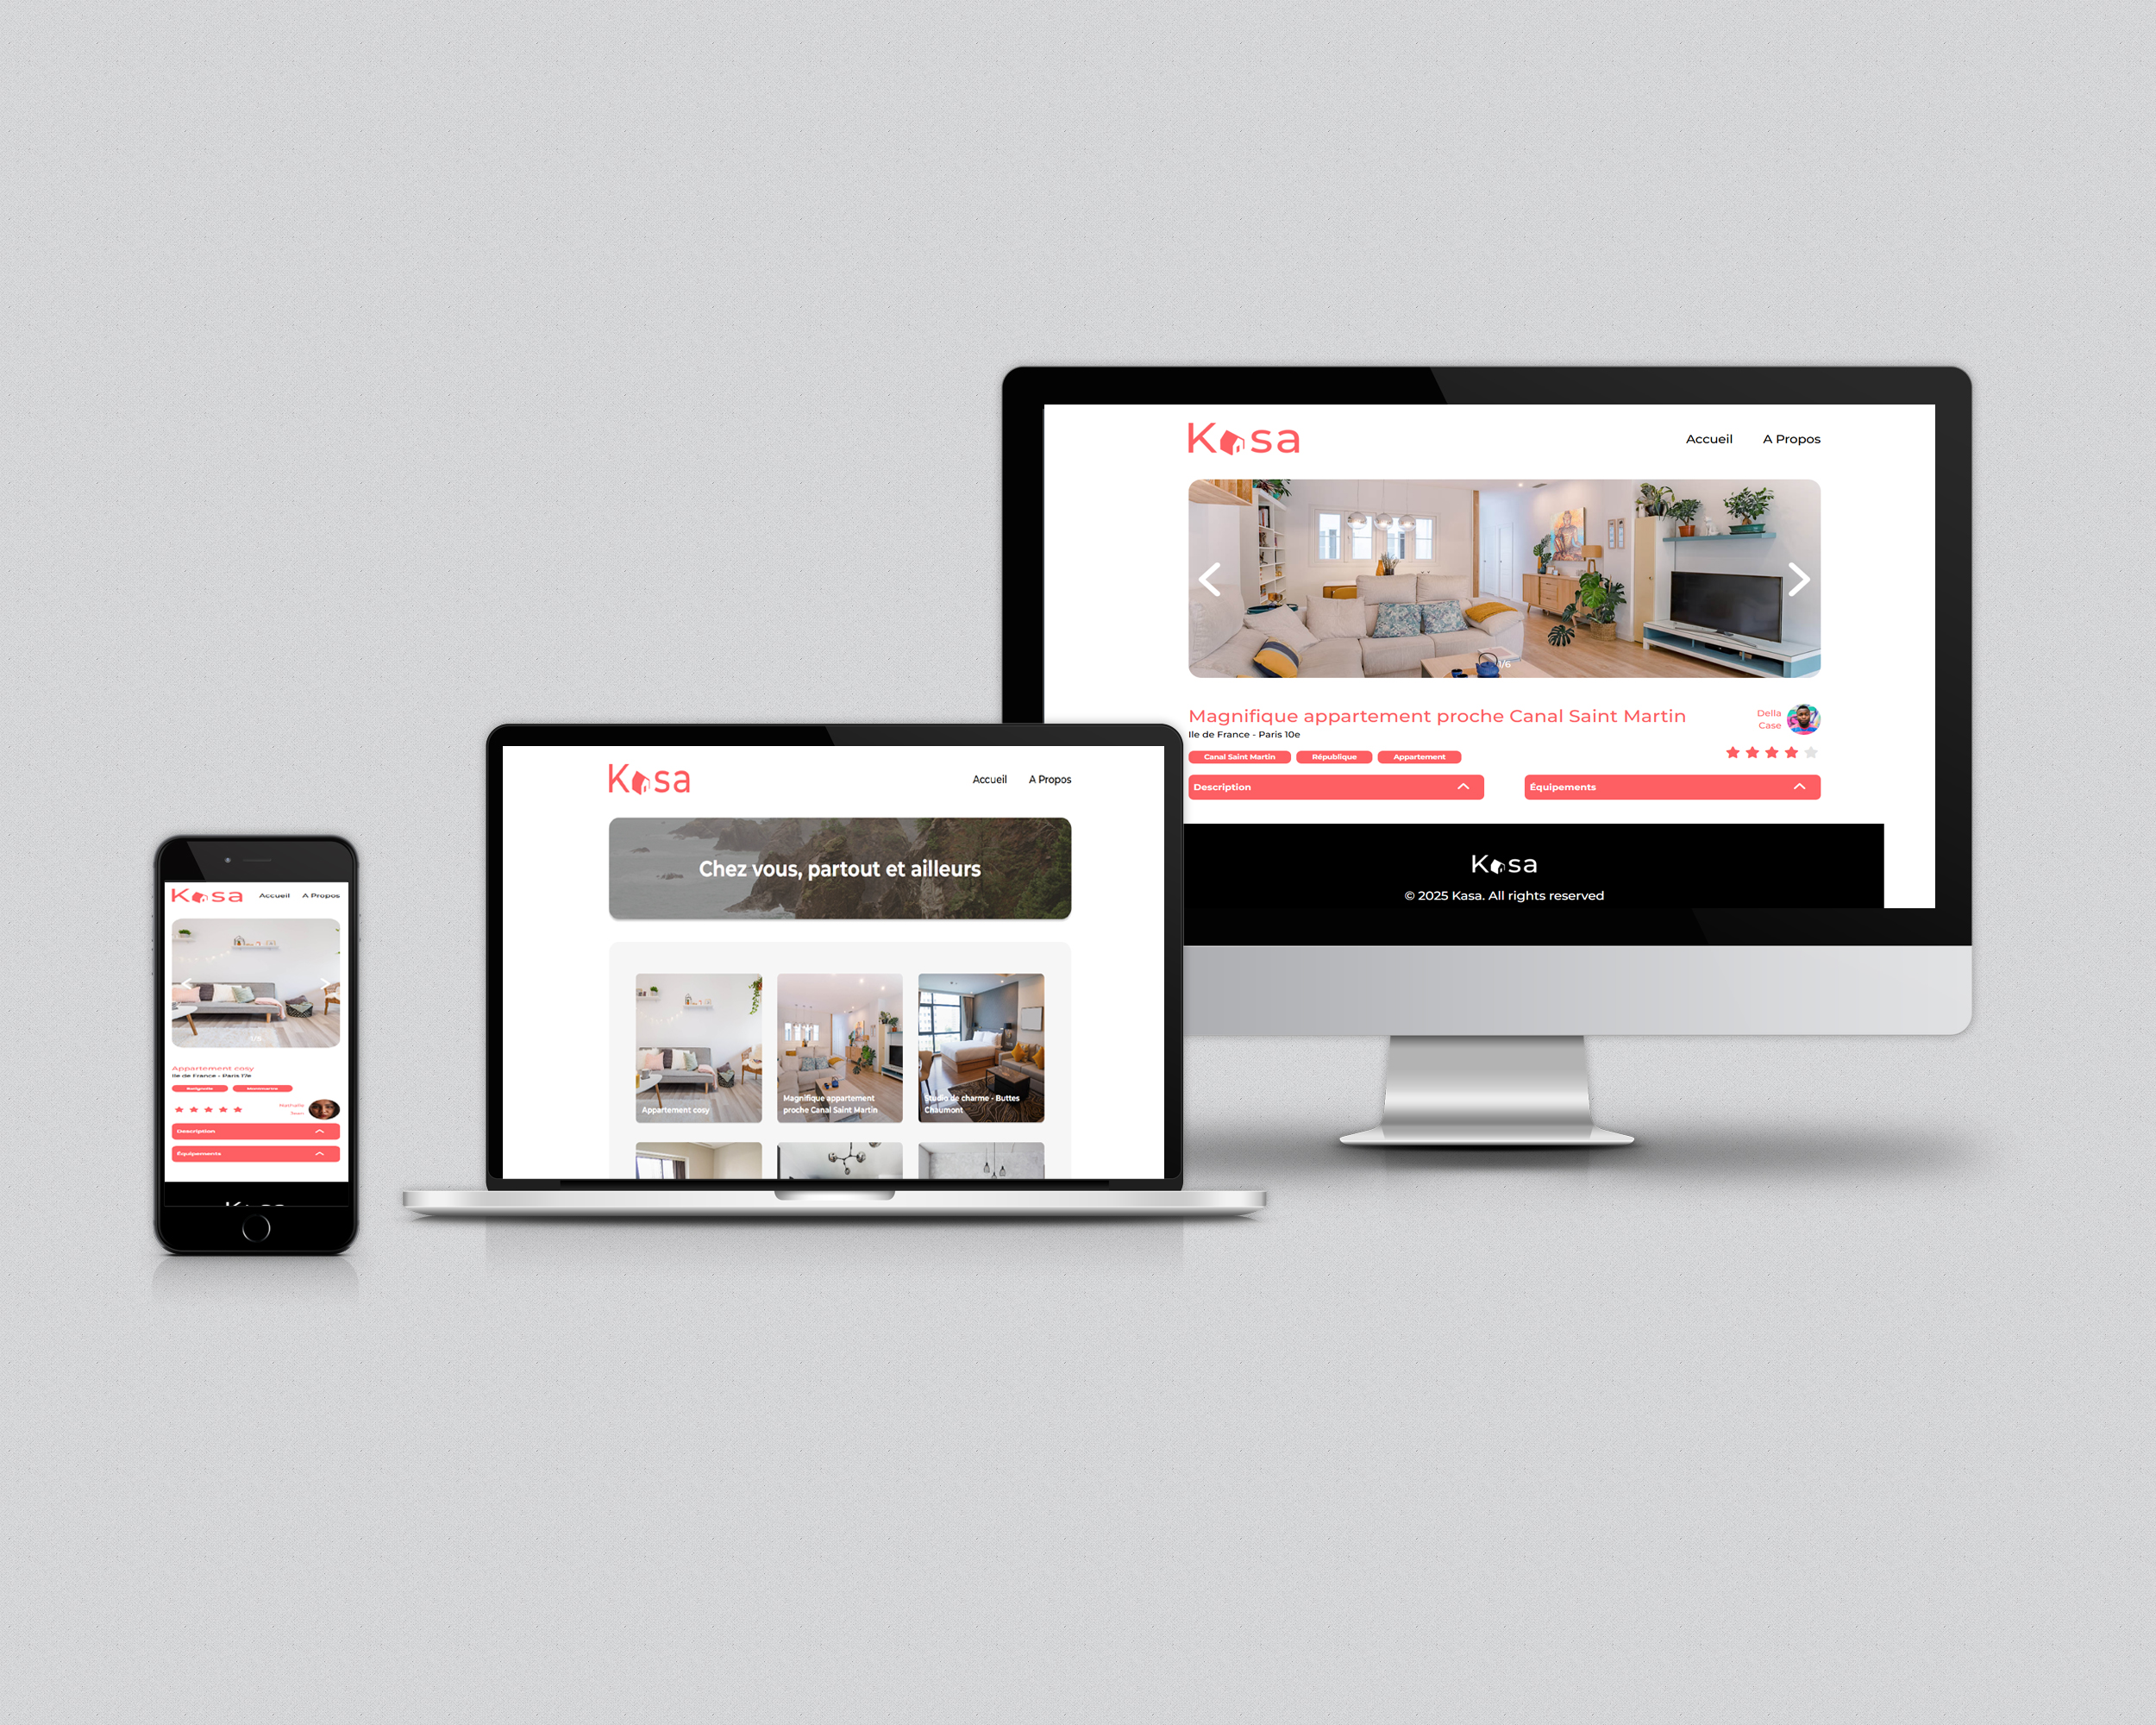 Kasa
Accueil A Propos
Appartement cosy
Ile de France - Paris 17e
Batignolle Montmartre
Nathalie
Jean
Description
Équipements
Kasa
Accueil A Propos
Chez vous, partout et ailleurs
Appartement cosy
Magnifique appartement
proche Canal Saint Martin
Studio de charme - Buttes
Chaumont
Kasa
Accueil A Propos
/6
Magnifique appartement proche Canal Saint Martin
Ile de France - Paris 10e
Della
Case
Canal Saint Martin République Appartement
Description
Équipements
Kasa
© 2025 Kasa. All rights reserved